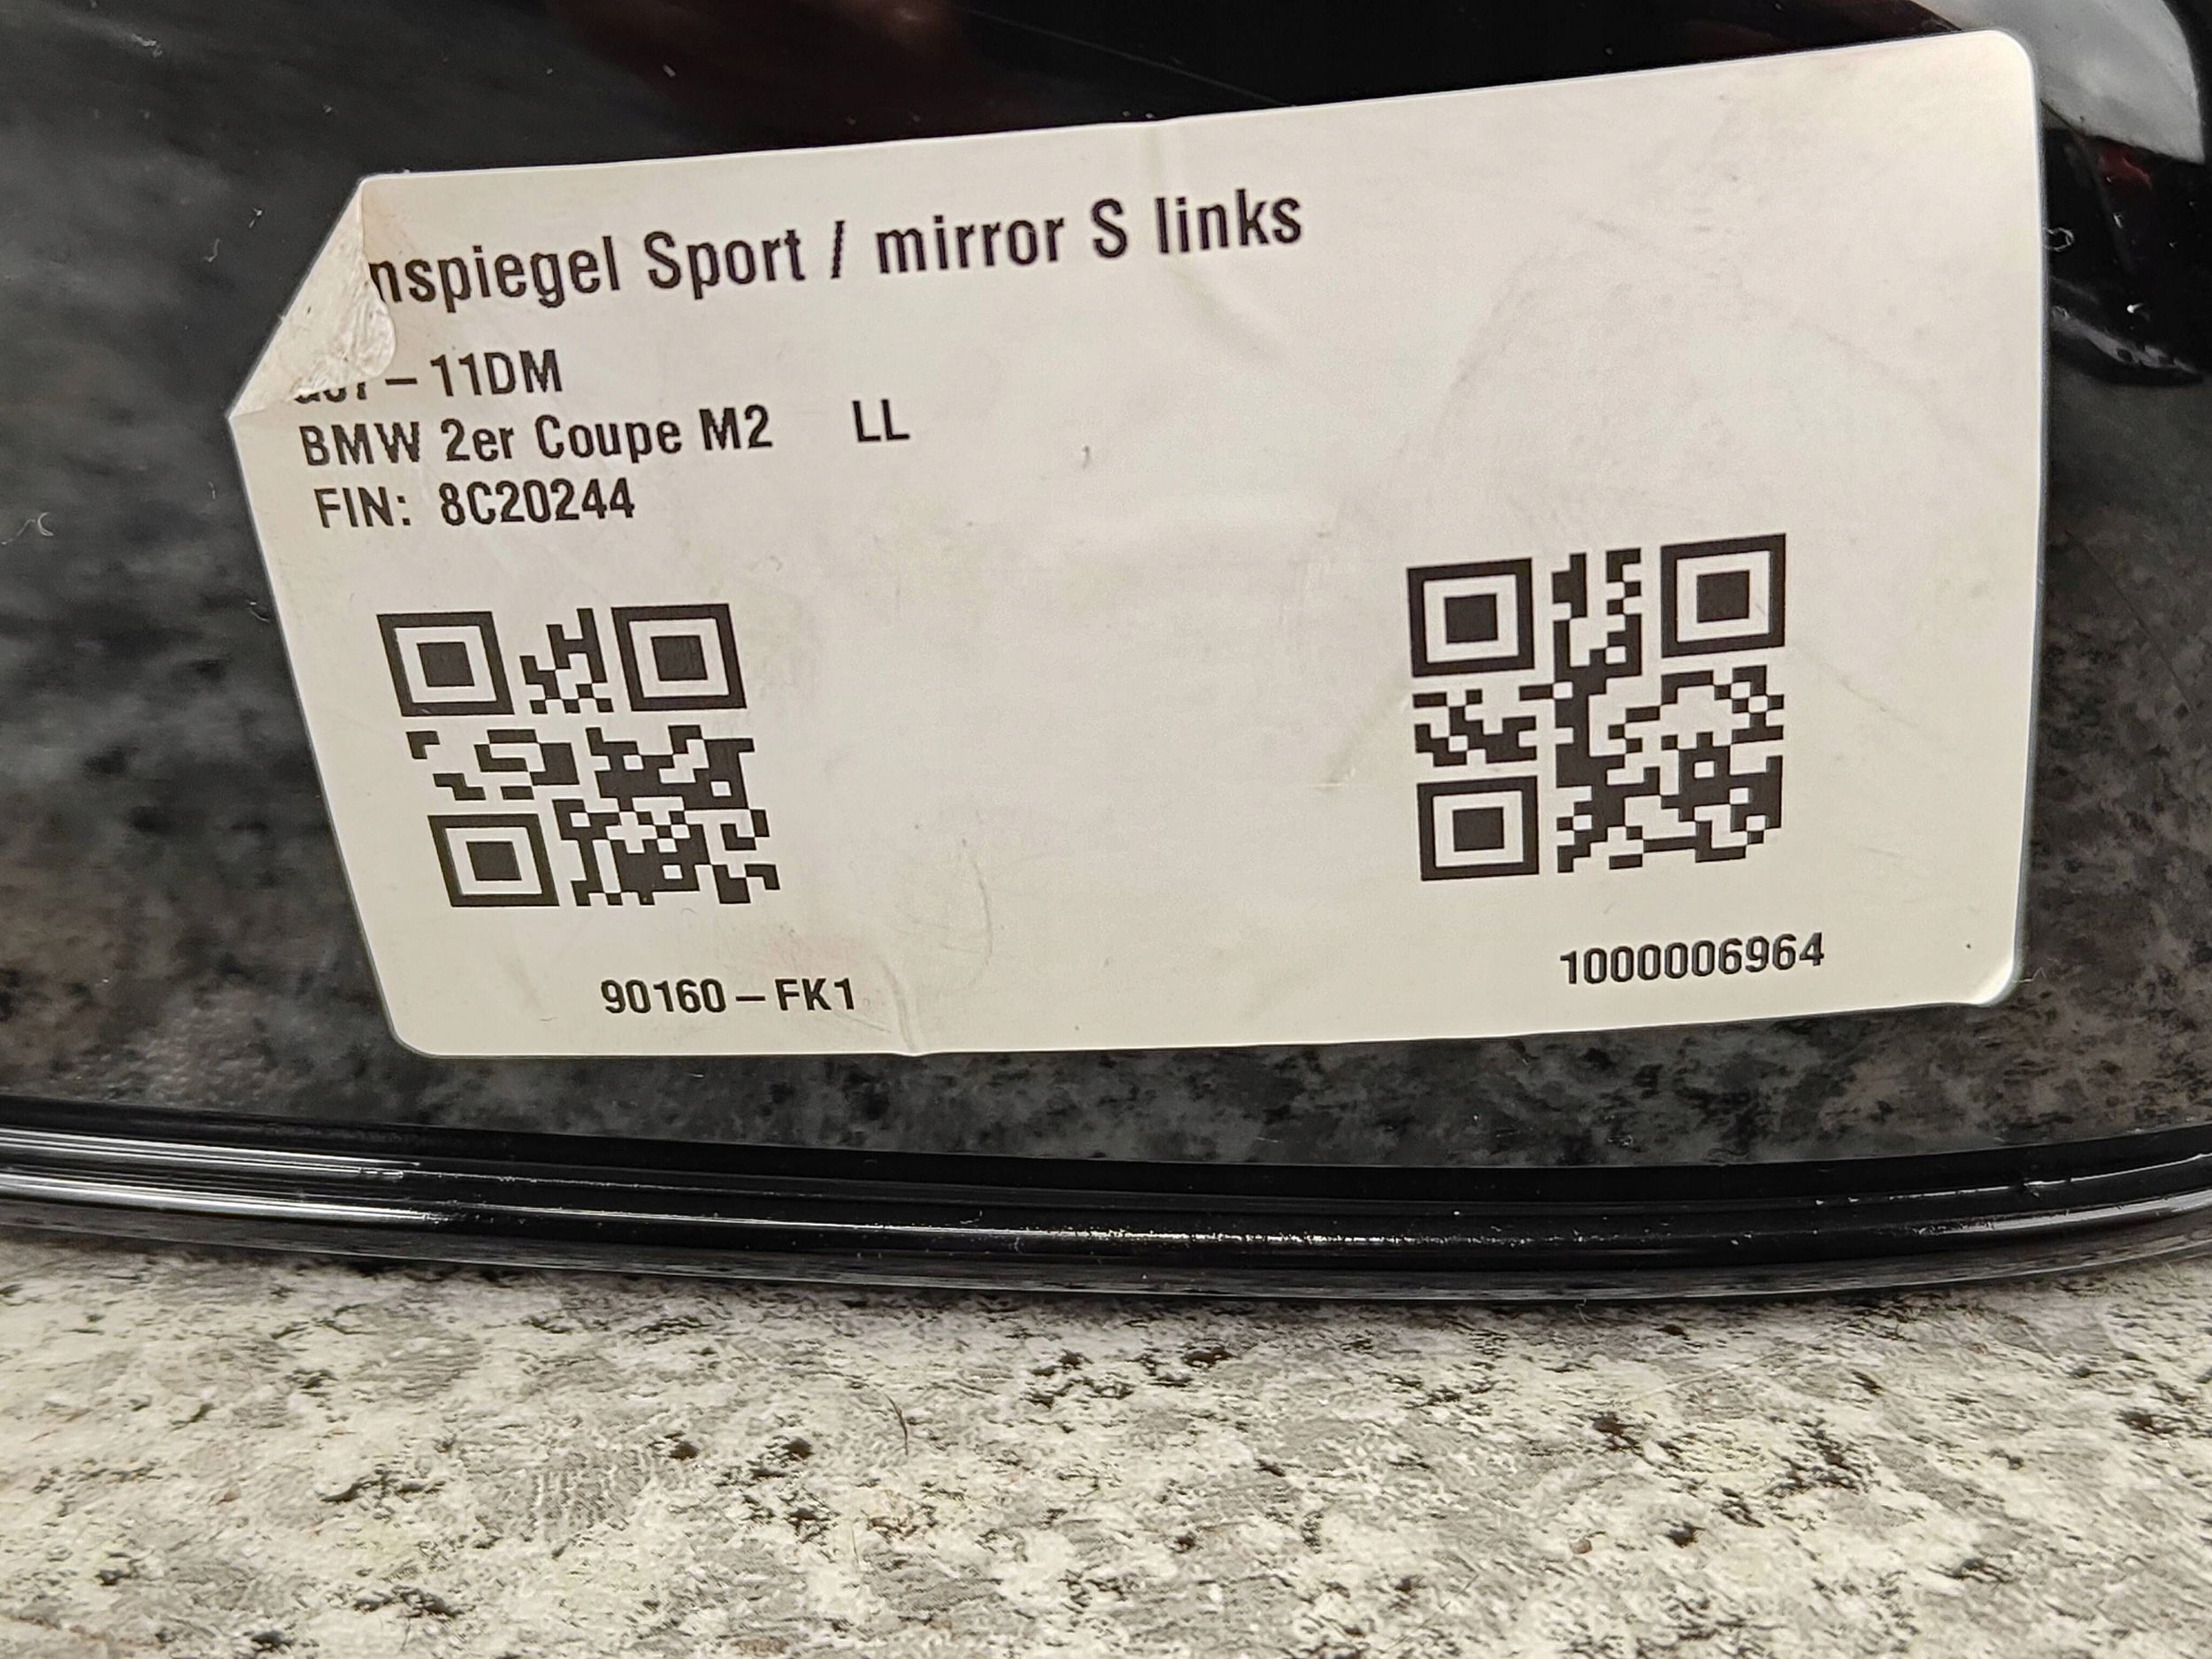 nspiegel Sport / mirror S links
– 11DM
BMW 2er Coupe M2 LL
FIN: 8C20244
90160 – FK1
1000006964